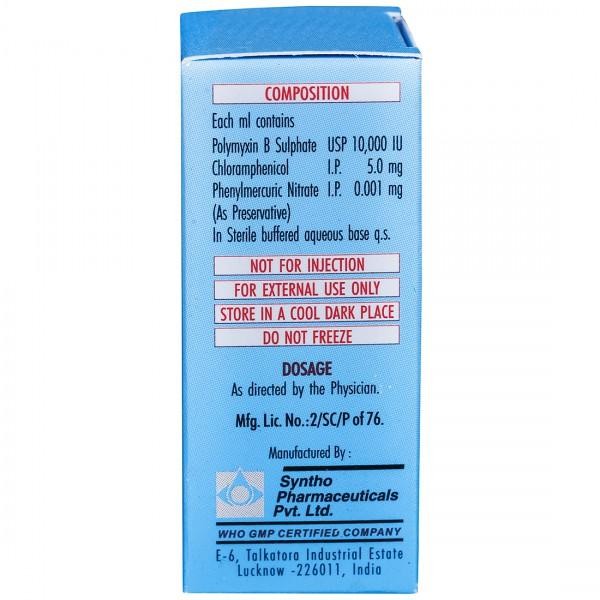 COMPOSITION
Each ml contains
Polymyxin B Sulphate USP 10,000 IU
Chloramphenicol I.P. 5.0 mg
Phenylmercuric Nitrate I.P. 0.001 mg
(As Preservative)
In Sterile buffered aqueous base q.s.
NOT FOR INJECTION
FOR EXTERNAL USE ONLY
STORE IN A COOL DARK PLACE
DO NOT FREEZE
DOSAGE
As directed by the Physician.
Mfg. Lic. No.:2/SC/P of 76.
Manufactured By :
Syntho
Pharmaceuticals
Pvt. Ltd.
WHO GMP CERTIFIED COMPANY
E-6, Talkatora Industrial Estate
Lucknow -226011, India